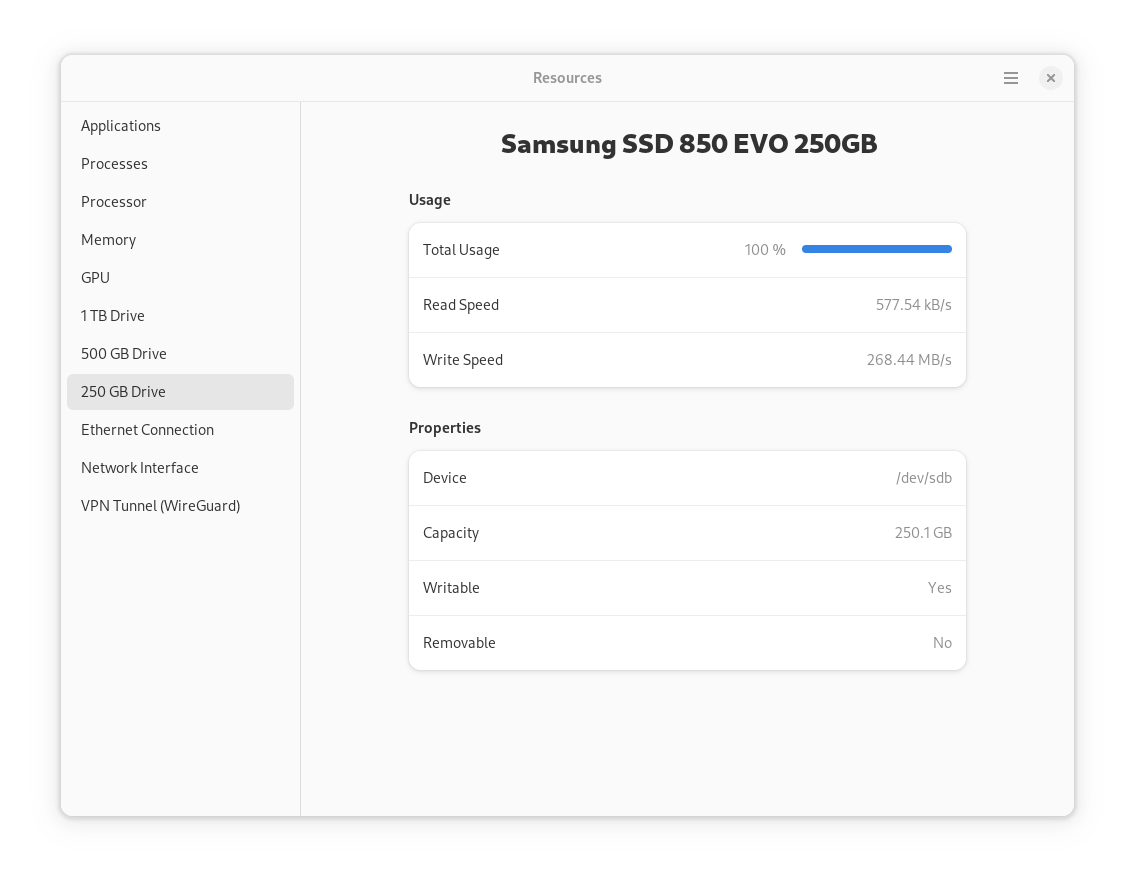 Resources
Applications
Processes
Processor
Memory
GPU
1 TB Drive
500 GB Drive
250 GB Drive
Ethernet Connection
Network Interface
VPN Tunnel (WireGuard)
Samsung SSD 850 EVO 250GB
Usage
Total Usage 100 %
Read Speed 577.54 kB/s
Write Speed 268.44 MB/s
Properties
Device /dev/sdb
Capacity 250.1 GB
Writable Yes
Removable No